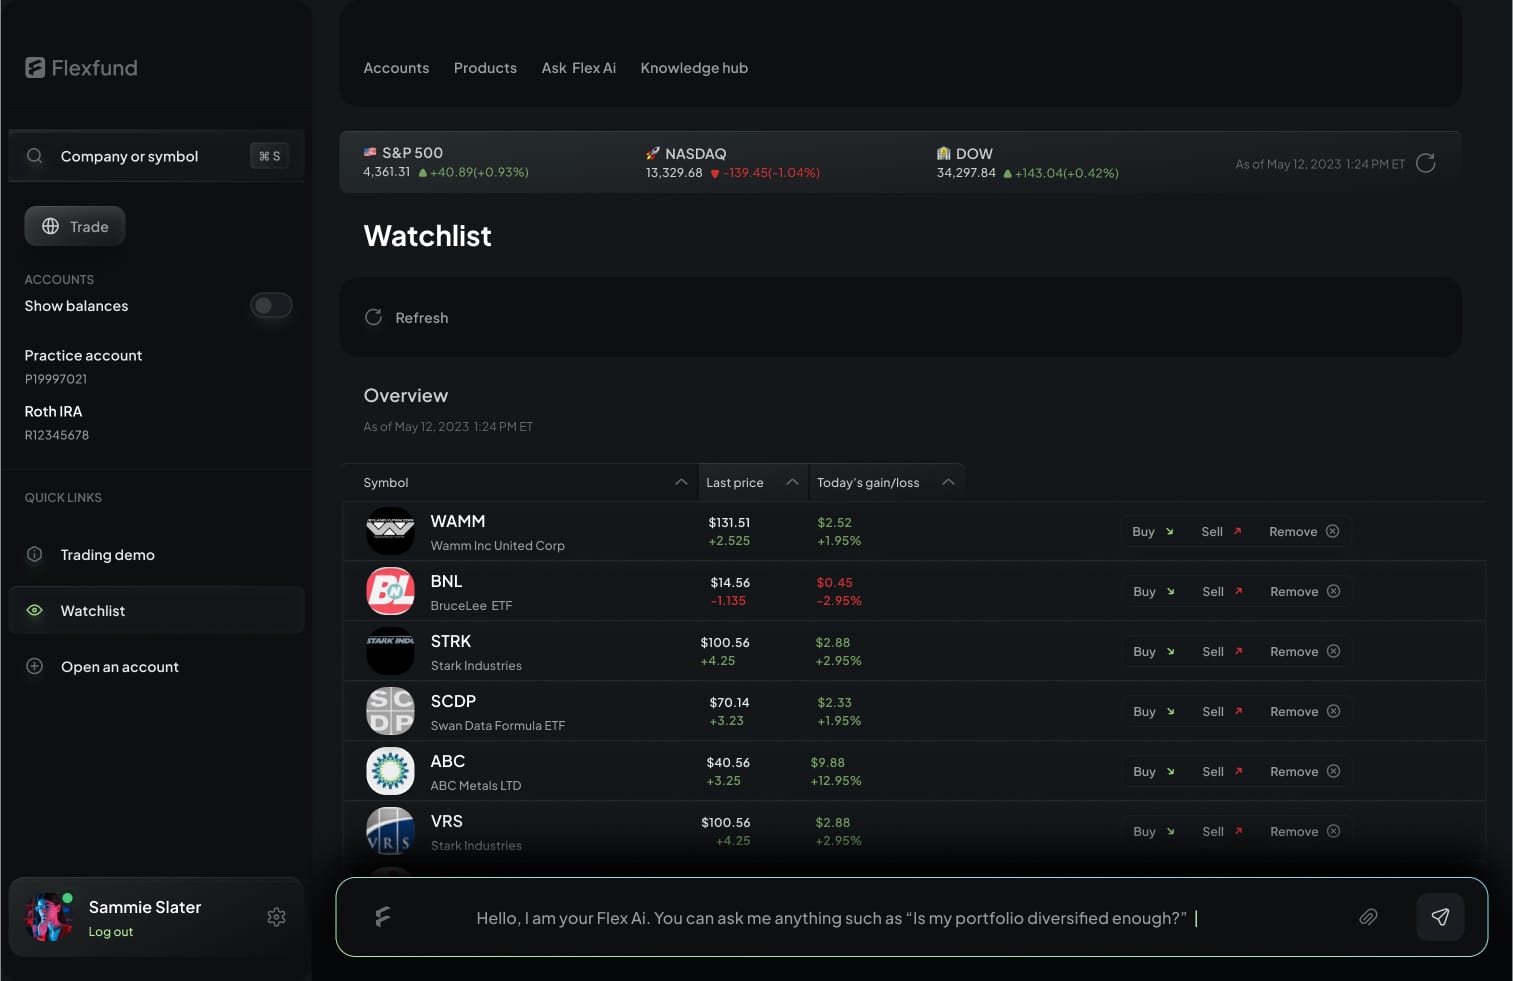 Flexfund
Accounts Products Ask Flex Ai Knowledge hub
Company or symbol ⌘ S
S&P 500
4,361.31 +40.89(+0.93%)
NASDAQ
13,329.68 -139.45(-1.04%)
DOW
34,297.84 +143.04(+0.42%)
As of May 12, 2023 1:24 PM ET
Trade
ACCOUNTS
Show balances
Practice account
P19997021
Roth IRA
R12345678
QUICK LINKS
Trading demo
Watchlist
Open an account
Sammie Slater
Log out
Watchlist
Refresh
Overview
As of May 12, 2023 1:24 PM ET
Symbol Last price Today's gain/loss
WAMM $131.51 $2.52
Wamm Inc United Corp +2.525 +1.95%
Buy Sell Remove
BNL
BNL $14.56 $0.45
BruceLee ETF -1.135 -2.95%
Buy Sell Remove
STARK INDU
STRK $100.56 $2.88
Stark Industries +4.25 +2.95%
Buy Sell Remove
SC
DP
SCDP $70.14 $2.33
Swan Data Formula ETF +3.23 +1.95%
Buy Sell Remove
ABC $40.56 $9.88
ABC Metals LTD +3.25 +12.95%
Buy Sell Remove
VRS
VRS $100.56 $2.88
Stark Industries +4.25 +2.95%
Buy Sell Remove
Hello, I am your Flex Ai. You can ask me anything such as “Is my portfolio diversified enough?”